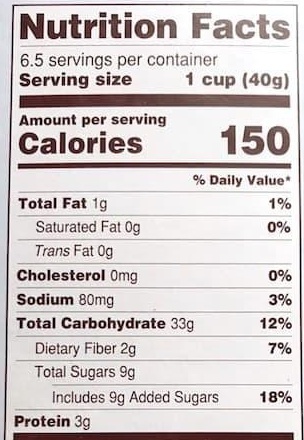 Nutrition Facts
6.5 servings per container
Serving size 1 cup (40g)
Amount per serving
Calories 150
% Daily Value*
Total Fat 1g 1%
Saturated Fat 0g 0%
Trans Fat 0g
Cholesterol 0mg 0%
Sodium 80mg 3%
Total Carbohydrate 33g 12%
Dietary Fiber 2g 7%
Total Sugars 9g
Includes 9g Added Sugars 18%
Protein 3g